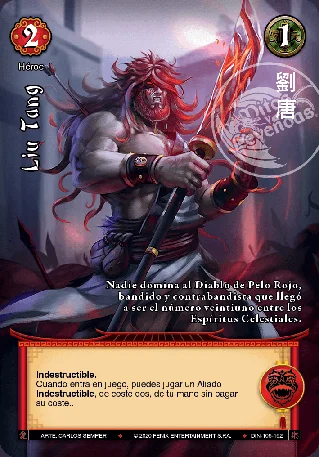 2
1
Héroe
Liu Tang
劉唐
mitos y leyendas
Nadie domina al Diablo de Pelo Rojo,
bandido y contrabandista que llegó
a ser el número veintiuno entre los
Espíritus Celestiales.
Indestructible.
Cuando entra en juego, puedes jugar un Aliado
Indestructible, de coste dos, de tu mano sin pagar
su coste..
ARTE: CARLOS SEMPER
© 2020 FENIX ENTERTAINMENT S.P.A.